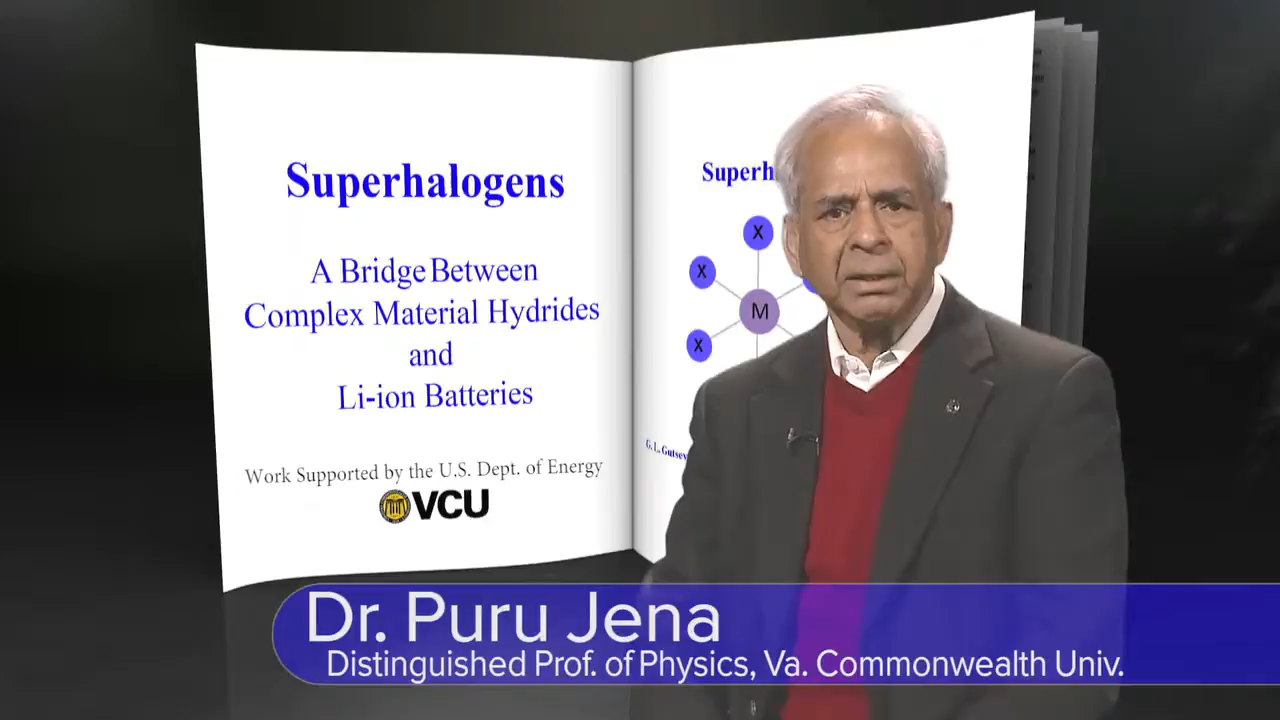 Superhalogens
A Bridge Between
Complex Material Hydrides
and
Li-ion Batteries
Work Supported by the U.S. Dept. of Energy
VCU
X
X
M
X
Dr. Puru Jena
Distinguished Prof. of Physics, Va. Commonwealth Univ.